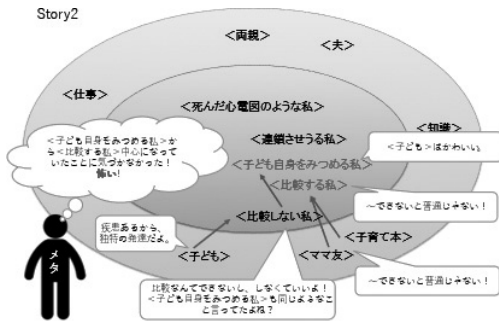 Story2
＜両親＞
＜夫＞
＜仕事＞
＜死んだ心電図のような私＞
＜知識＞
＜連鎖させうる私＞
＜子ども自身をみつめる私＞か
ら＜比較する私＞中心になって
いたことに気づかなかった！
怖い！
＜子ども＞はかわいい。
＜子ども自身をみつめる私＞
＜比較する私＞
～できないと普通じゃない！
＜比較しない私＞
＜子育て本＞
疾患あるから、
独特の発達だよ。
＜子ども＞
＜ママ友＞
～できないと普通じゃない！
メタ
比較なんてできないし、しなくていいよ！
＜子ども自身をみつめる私＞も同じよなこ
と言ってたよね？